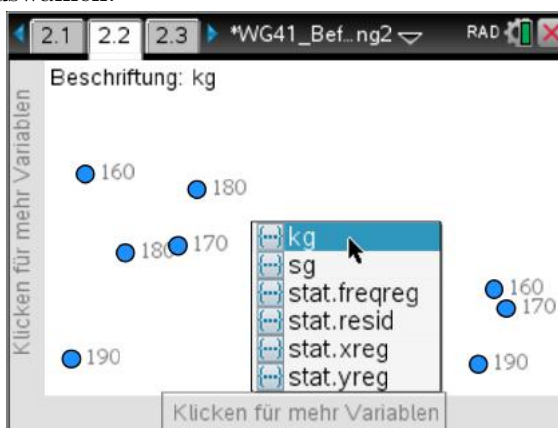 auswählen.
2.1 2.2 2.3 *WG41_Bef…ng2 RAD
Beschriftung: kg
Klicken für mehr Variablen
160
180
180
170
kg
sg
stat.freqreg
stat.resid
stat.xreg
stat.yreg
160
170
190
190
Klicken für mehr Variablen